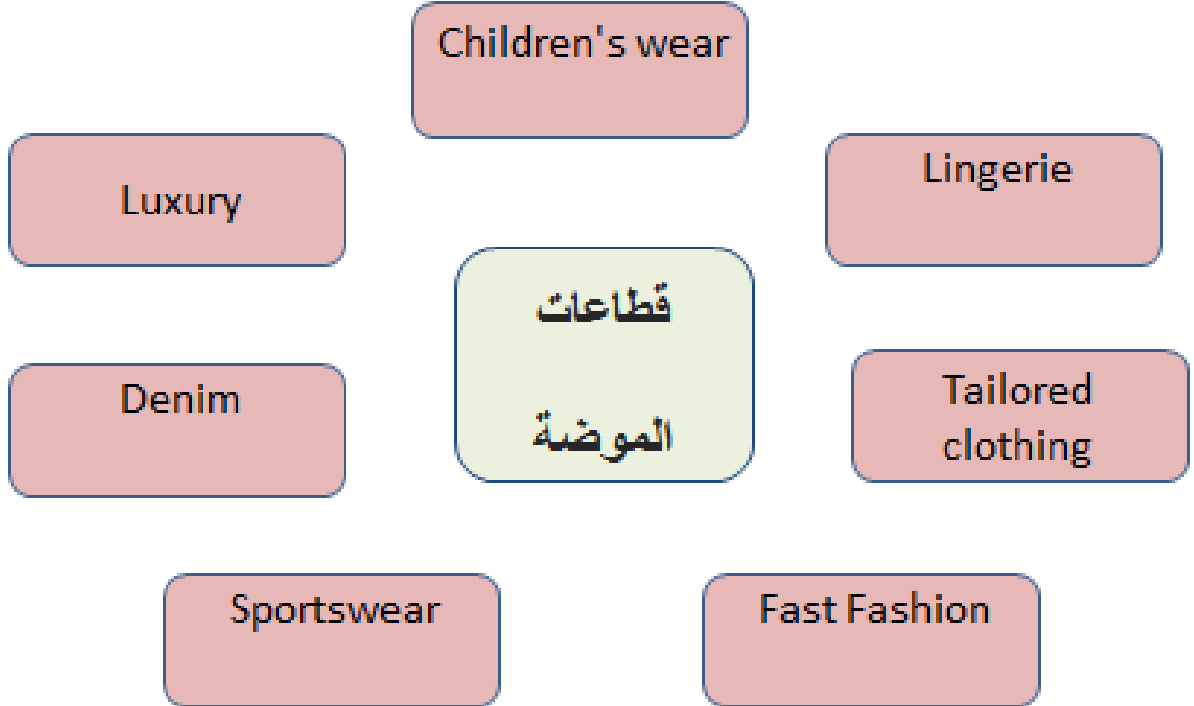 Children's wear
Luxury
Lingerie
قطاعات
الموضة
Denim
Tailored
clothing
Sportswear
Fast Fashion